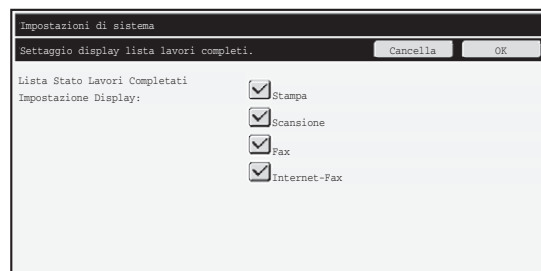 Impostazioni di sistema
Settaggio display lista lavori completi. Cancella OK
Lista Stato Lavori Completati
Impostazione Display:
Stampa
Scansione
Fax
Internet-Fax